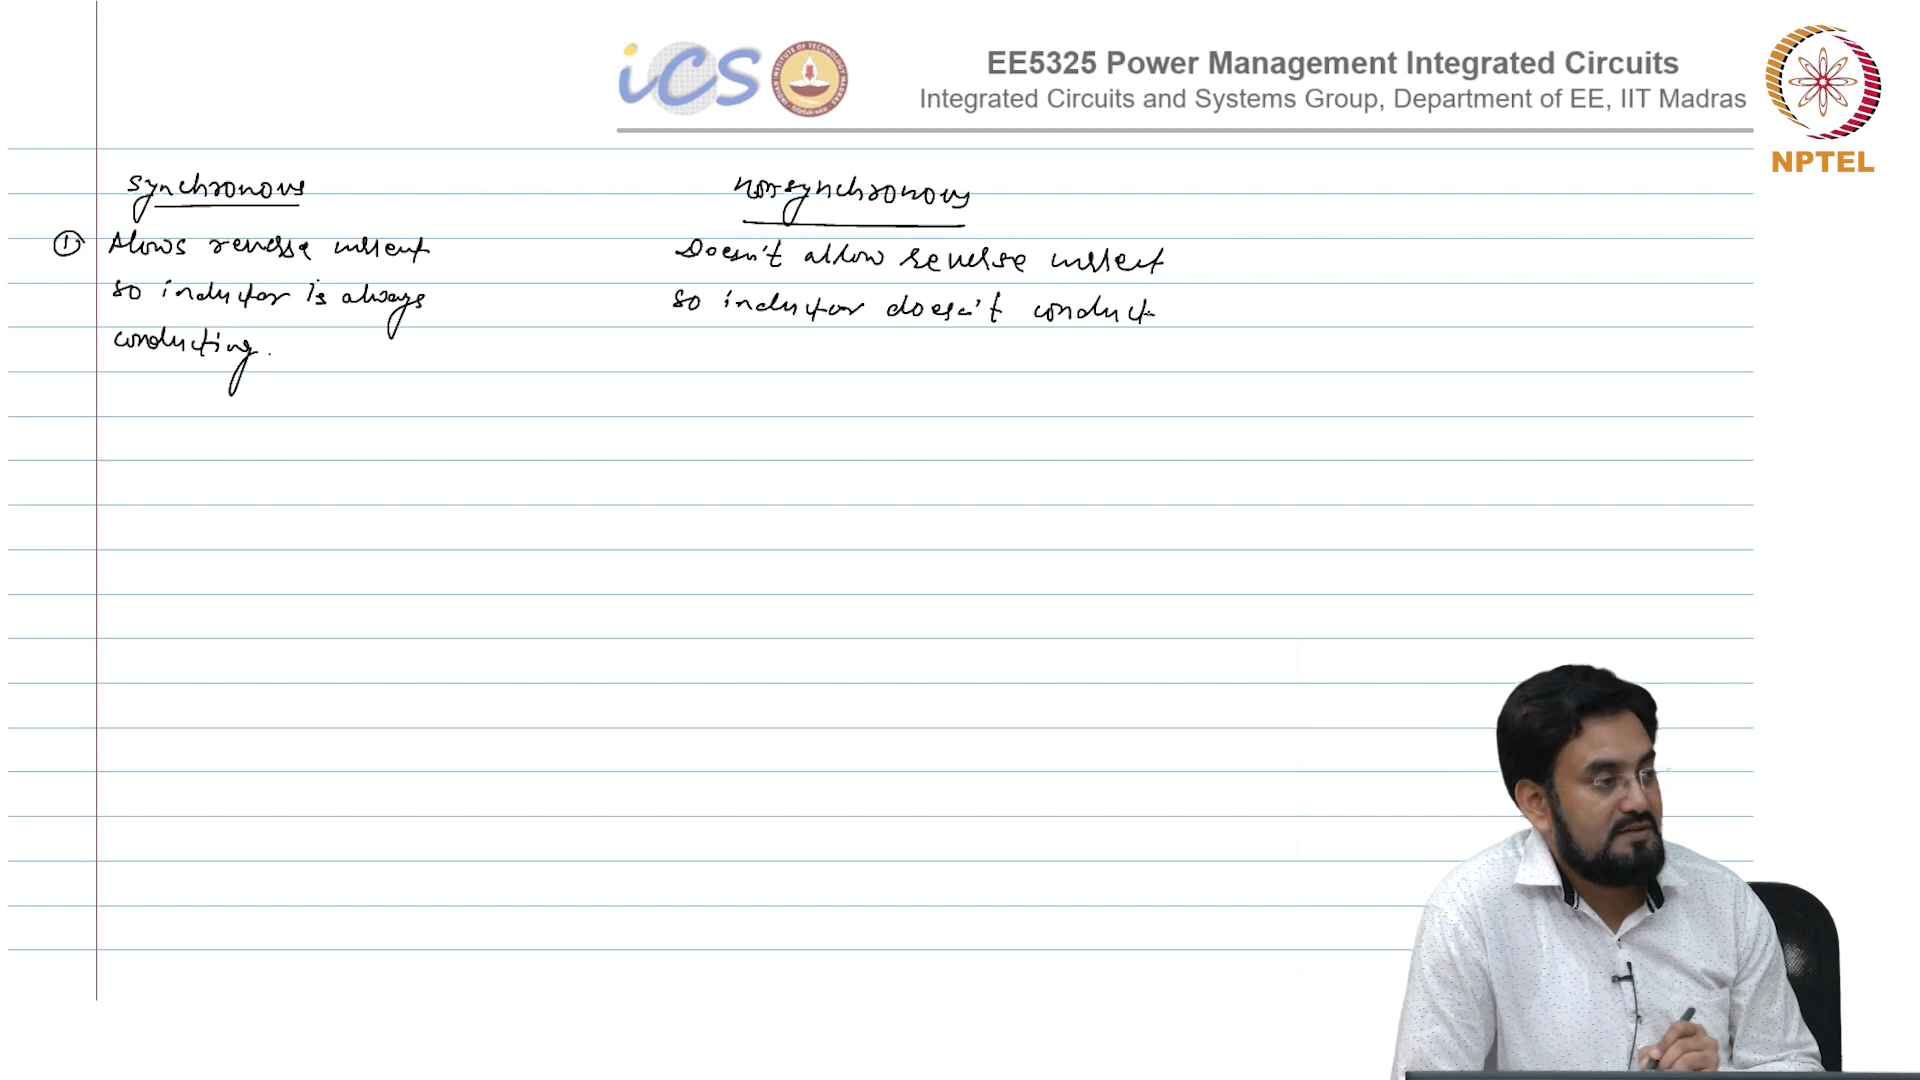 iCS
EE5325 Power Management Integrated Circuits
Integrated Circuits and Systems Group, Department of EE, IIT Madras
NPTEL
synchronous
nonsynchronous
① Allows reverse current
so inductor is always
conducting.
Doesn't allow reverse current
so inductor doesn't conduct